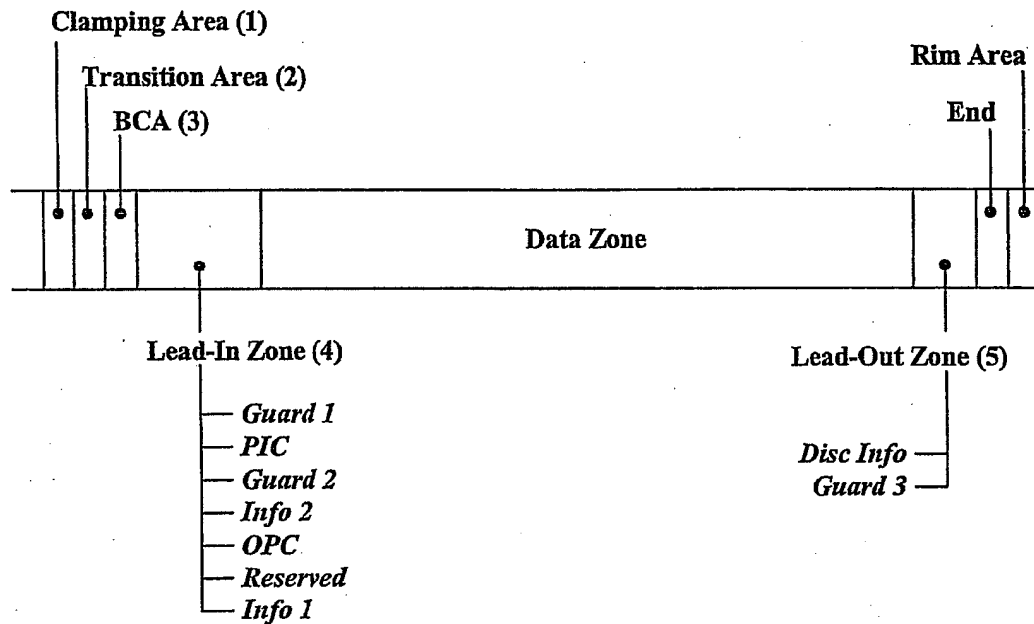 Clamping Area (1)
Transition Area (2)
BCA (3)
Rim Area
End
Data Zone
Lead-In Zone (4)
Guard 1
PIC
Guard 2
Info 2
OPC
Reserved
Info 1
Lead-Out Zone (5)
Disc Info
Guard 3